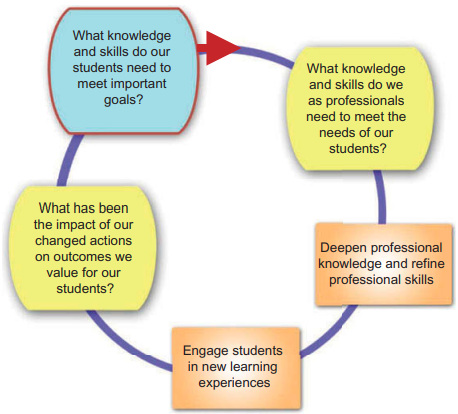 What knowledge
and skills do our
students need to
meet important
goals?
What knowledge
and skills do we
as professionals
need to meet the
needs of our
students?
Deepen professional
knowledge and refine
professional skills
Engage students
in new learning
experiences
What has been
the impact of our
changed actions
on outcomes we
value for our
students?